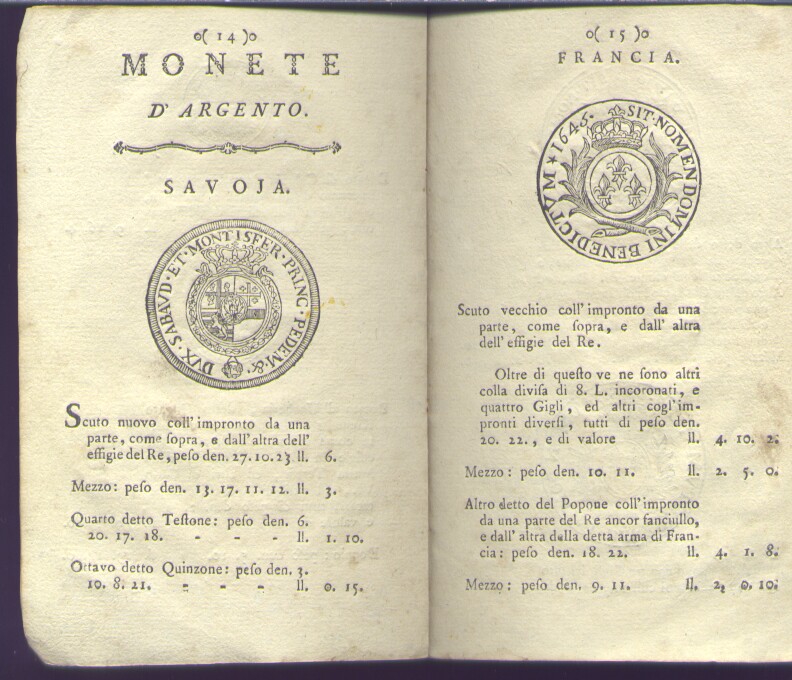 o( 14 )o
MONETE
D' ARGENTO.
SAVOJA.
DVX·SABAVD·ET·MONTISFER·PRINC·PEDEM·&·
Scuto nuovo coll' impronto da una
parte, come ſopra, e dall'altra dell'
effigie del Re, peſo den. 27. 10. 23 ll. 6.
Mezzo: peſo den. 13. 17. 11. 12. ll. 3.
Quarto detto Teſtone: peſo den. 6.
20. 17. 18. - - - ll. 1. 10.
Ottavo detto Quinzone: peſo den. 3.
10. 8. 21. - - - ll. 0. 15.
o( 15 )o
FRANCIA.
SIT·NOMEN DOMINI BENEDICTVM * 1645.
Scuto vecchio coll' impronto da una
parte, come ſopra, e dall' altra
dell' effigie del Re.
Oltre di queſto ve ne ſono altri
colla diviſa di 8. L. incoronati, e
quattro Gigli, ed altri cogl'im-
pronti diverſi, tutti di peſo den.
20. 22., e di valore ll. 4. 10. 2.
Mezzo: peſo den. 10. 11. ll. 2. 5. 0.
Altro detto del Popone coll' impronto
da una parte del Re ancor fanciullo,
e dall' altra della detta arma di Fran-
cia: peſo den. 18. 22. ll. 4. 1. 8.
Mezzo: peſo den. 9. 11. ll. 2. 0. 10.